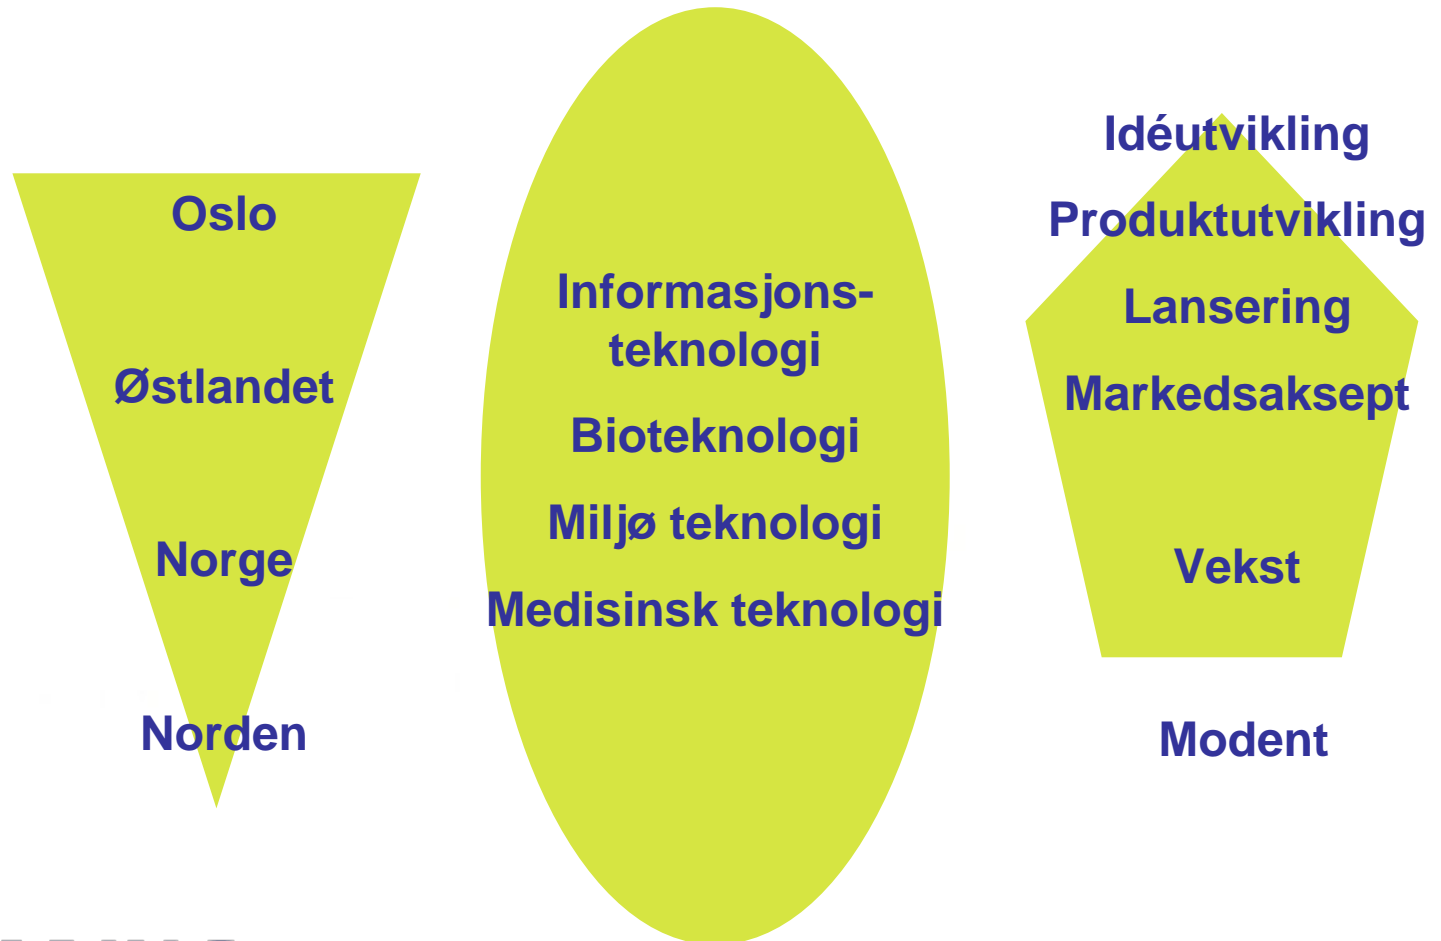 Oslo
Østlandet
Norge
Norden
Informasjons-
teknologi
Bioteknologi
Miljø teknologi
Medisinsk teknologi
Idéutvikling
Produktutvikling
Lansering
Markedsaksept
Vekst
Modent